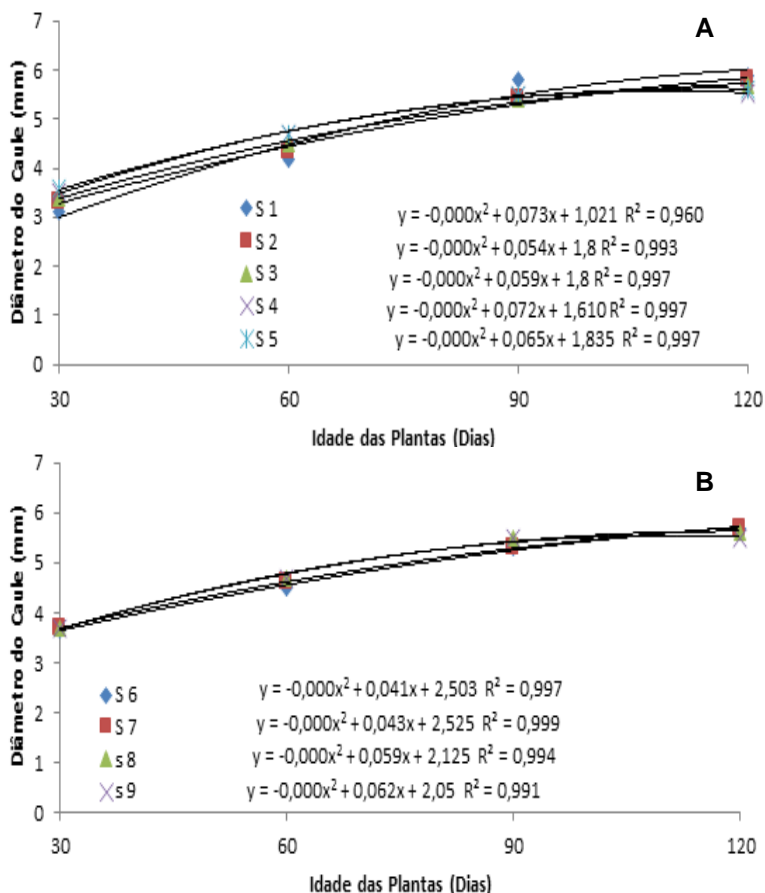 A
7
6
5
4
3
2
1
0
Diâmetro do Caule (mm)
S 1 y = -0,000x² + 0,073x + 1,021 R² = 0,960
S 2 y = -0,000x² + 0,054x + 1,8 R² = 0,993
S 3 y = -0,000x² + 0,059x + 1,8 R² = 0,997
S 4 y = -0,000x² + 0,072x + 1,610 R² = 0,997
S 5 y = -0,000x² + 0,065x + 1,835 R² = 0,997
30 60 90 120
Idade das Plantas (Dias)
B
7
6
5
4
3
2
1
0
Diâmetro do Caule (mm)
S 6 y = -0,000x² + 0,041x + 2,503 R² = 0,997
S 7 y = -0,000x² + 0,043x + 2,525 R² = 0,999
s 8 y = -0,000x² + 0,059x + 2,125 R² = 0,994
s 9 y = -0,000x² + 0,062x + 2,05 R² = 0,991
30 60 90 120
Idade das Plantas (Dias)